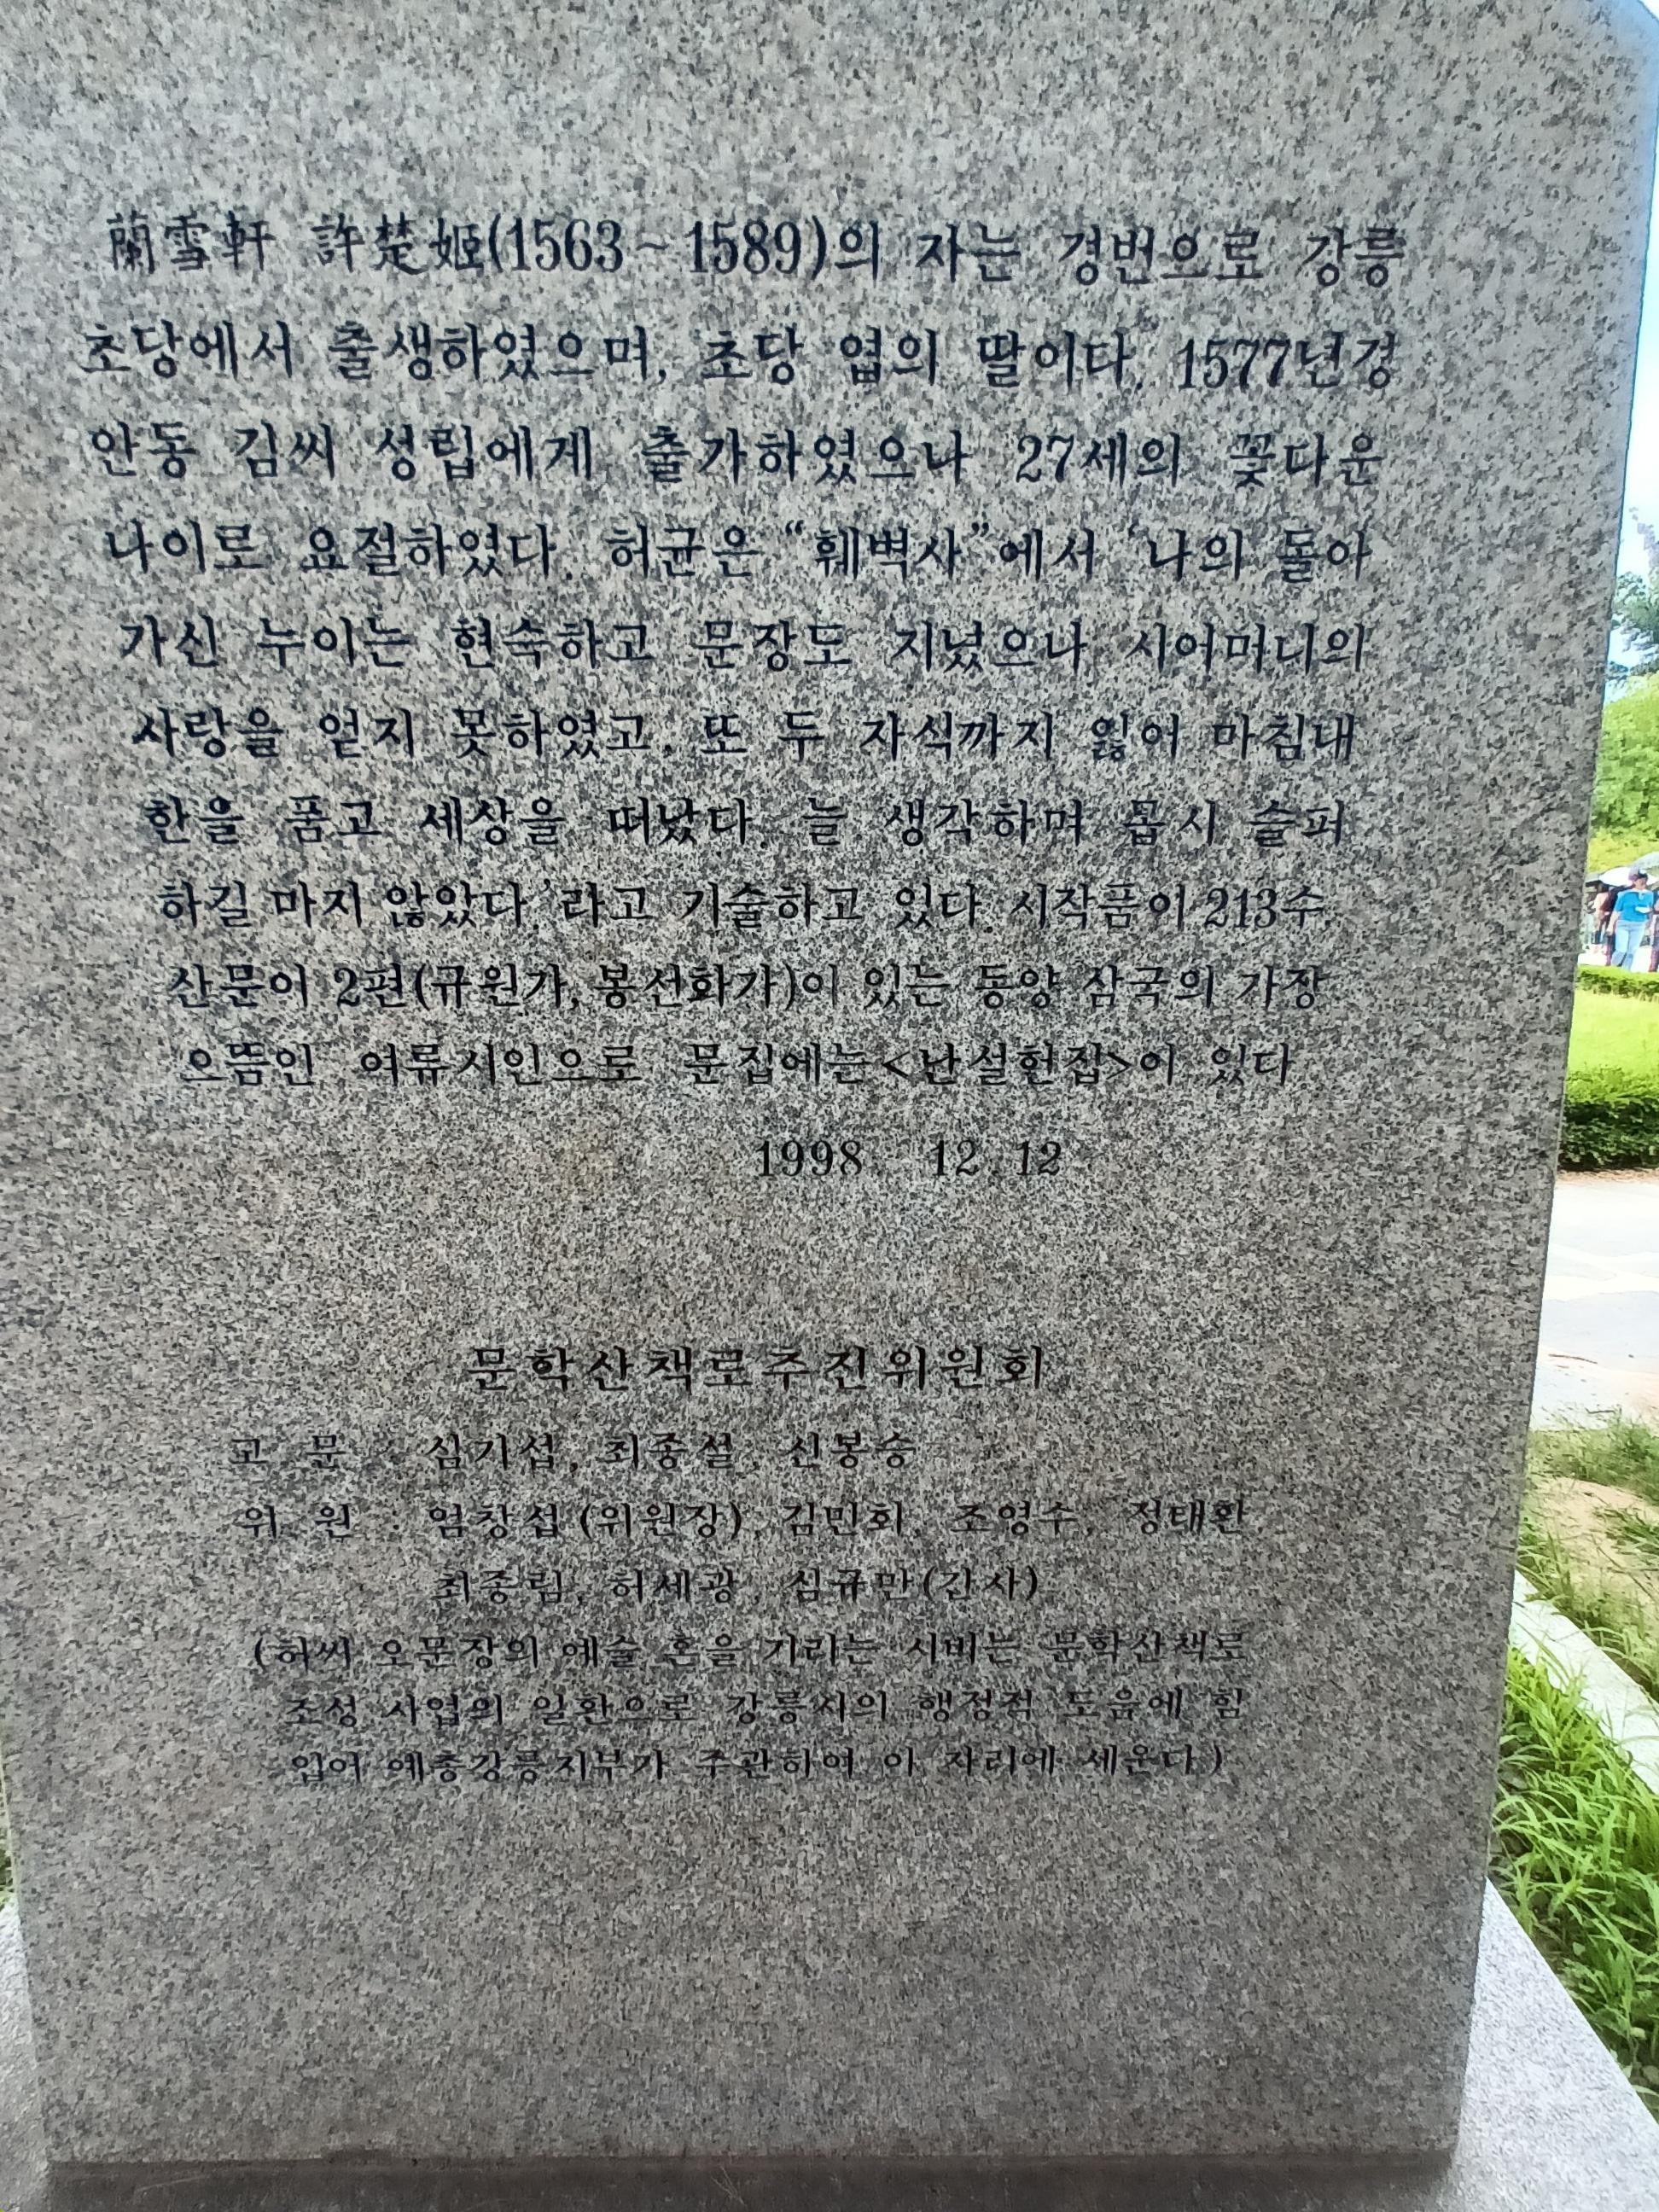 蘭雪軒 許楚姬(1563~1589)의 자는 경번으로 강릉
초당에서 출생하였으며, 초당 엽의 딸이다. 1577년경
안동 김씨 성립에게 출가하였으나 27세의 꽃다운
나이로 요절하였다. 허균은 “훼벽사”에서 ‘나의 돌아
가신 누이는 현숙하고 문장도 지녔으나 시어머니의
사랑을 얻지 못하였고, 또 두 자식까지 잃어 마침내
한을 품고 세상을 떠났다. 늘 생각하며 몹시 슬퍼
하길 마지 않았다.’라고 기술하고 있다. 시작품이 213수
산문이 2편(규원가, 봉선화가)이 있는 동양 삼국의 가장
으뜸인 여류시인으로 문집에는<난설헌집>이 있다
1998. 12. 12
문학산책로추진위원회
고 문 : 심기섭, 최종설, 신봉승
위 원 : 엄창섭(위원장), 김민회, 조영수, 정태환,
최종림, 허세광, 심규만(간사)
(허씨 오문장의 예술 혼을 기리는 시비는 문학산책로
조성 사업의 일환으로 강릉시의 행정적 도움에 힘
입어 예총강릉지부가 주관하여 이 자리에 세운다.)